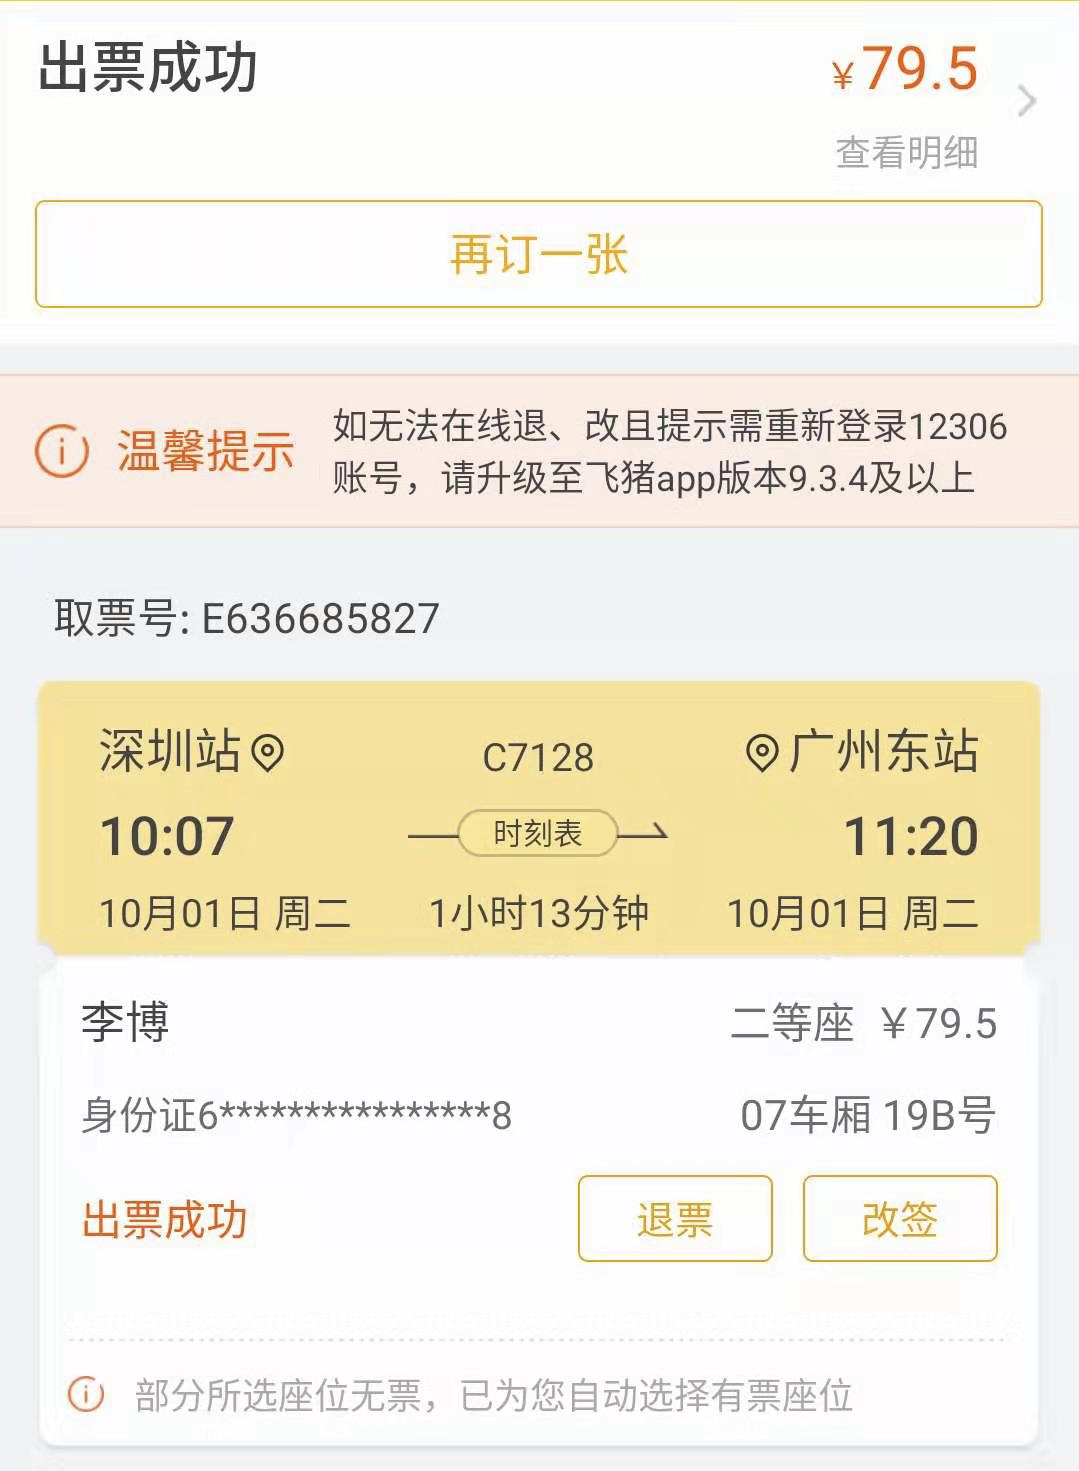 出票成功
¥79.5
查看明细
再订一张
温馨提示
如无法在线退、改且提示需重新登录12306
账号，请升级至飞猪app版本9.3.4及以上
取票号: E636685827
深圳站 C7128 广州东站
10:07 时刻表 11:20
10月01日 周二 1小时13分钟 10月01日 周二
李博 二等座 ￥79.5
身份证6****************8 07车厢 19B号
出票成功 退票 改签
部分所选座位无票，已为您自动选择有票座位